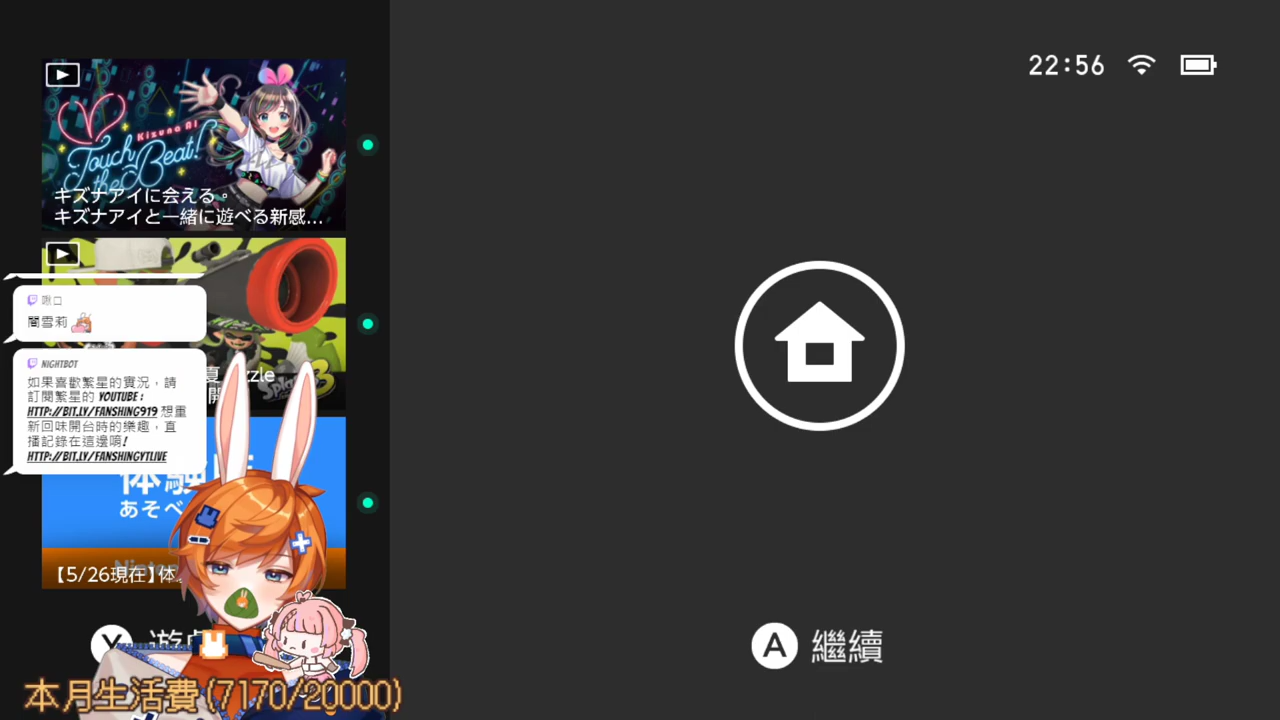 22:56
Kizuna AI
Touch the Beat!
キズナアイに会える。
キズナアイと一緒に遊べる新感…
啾口
闇雪莉
NIGHTBOT
如果喜歡繁星的實況，請
訂閱繁星的 YOUTUBE：
HTTP://BIT.LY/FANSHING919 想重
新回味開台時的樂趣，直
播記錄在這邊唷!
HTTP://BIT.LY/FANSHINGYTLIVE
体験
あそべ
【5/26現在】体
Y
A 繼續
本月生活費(7170/20000)